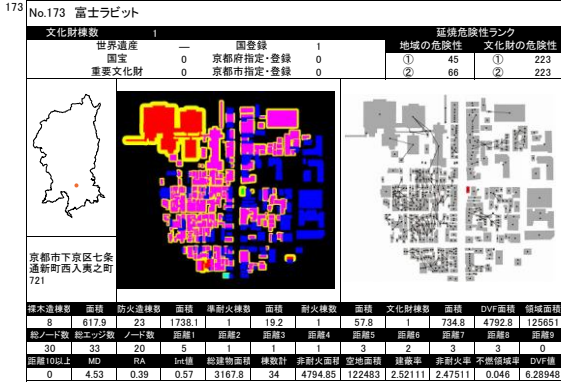 173
No.173 富士ラビット
文化財棟数 1 延焼危険性ランク
世界遺産 — 国登録 1 地域の危険性 文化財の危険性
国宝 0 京都府指定・登録 0 ① 45 ① 223
重要文化財 0 京都市指定・登録 0 ② 66 ② 223
京都市下京区七条
通新町西入夷之町
721
裸木造棟数 面積 防火造棟数 面積 準耐火棟数 面積 耐火棟数 面積 文化財棟数 面積 DVF面積 領域面積
8 617.9 23 1738.1 1 19.2 1 57.8 1 734.8 4792.8 125651
総ノード数 総エッジ数 ノード数 距離1 距離2 距離3 距離4 距離5 距離6 距離7 距離8 距離9
30 33 20 5 1 1 1 3 2 3 3 0
距離10以上 MD RA Int値 総建物面積 棟数計 非耐火面積 空地面積 建蔽率 非耐火率 不燃領域率 DVF値
0 4.53 0.39 0.57 3167.8 34 4794.85 122483 2.52111 2.47511 0.046 6.28948